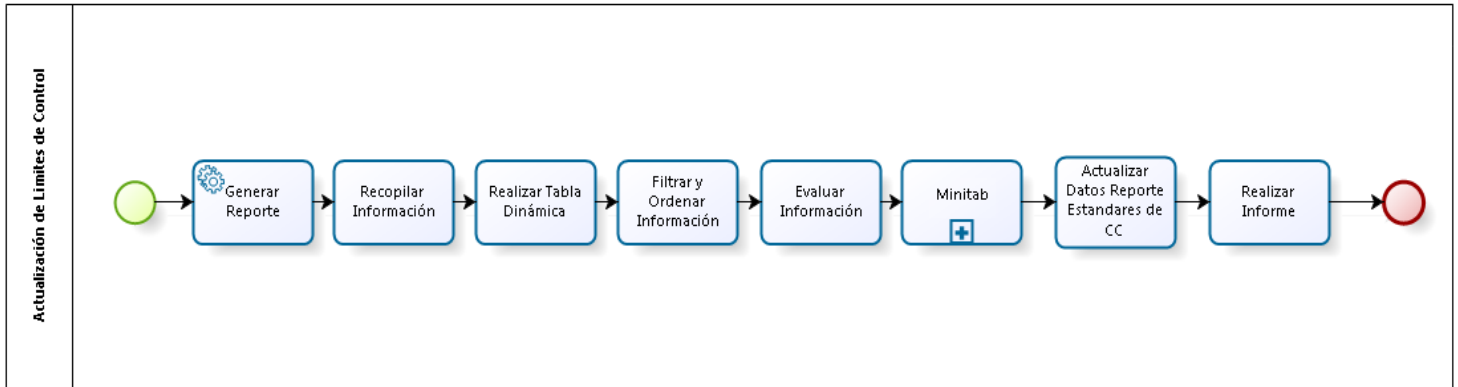 Actualización de Límites de Control
Generar
Reporte
Recopilar
Información
Realizar Tabla
Dinámica
Filtrar y
Ordenar
Información
Evaluar
Información
Minitab
Actualizar
Datos Reporte
Estandares de
CC
Realizar
Informe